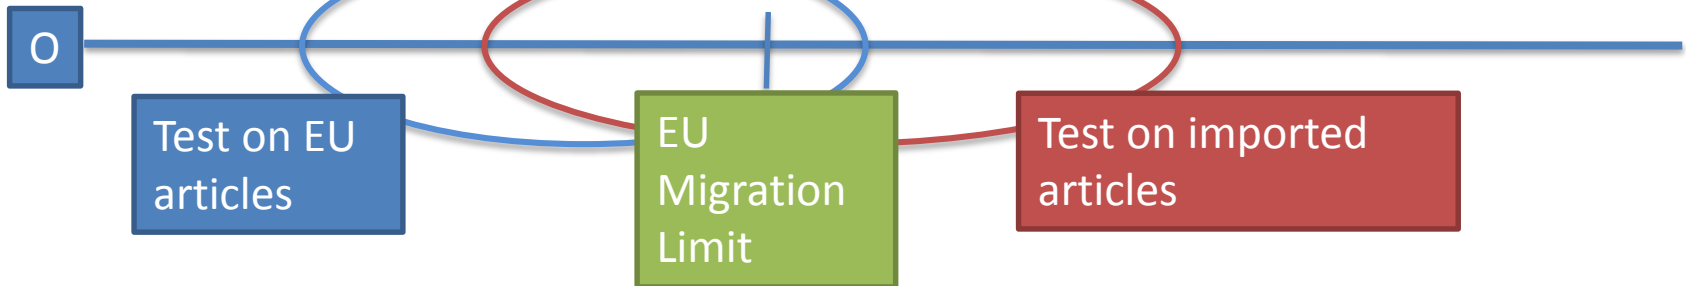 O
Test on EU
articles
EU
Migration
Limit
Test on imported
articles